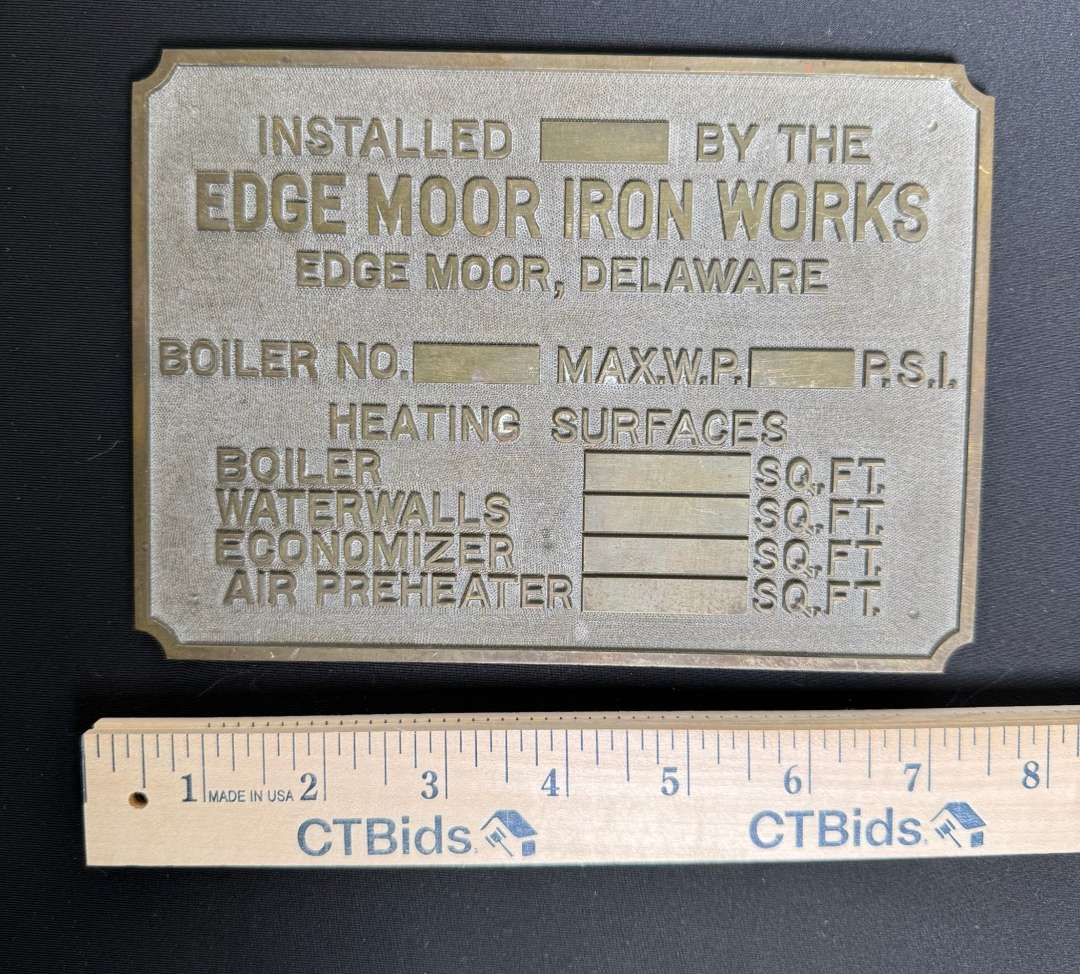 INSTALLED BY THE
EDGE MOOR IRON WORKS
EDGE MOOR, DELAWARE
BOILER NO. MAX.W.P. P.S.I.
HEATING SURFACES
BOILER SQ.FT.
WATERWALLS SQ.FT.
ECONOMIZER SQ.FT.
AIR PREHEATER SQ.FT.
1 MADE IN USA 2 3 4 5 6 7 8
CTBids. CTBids.